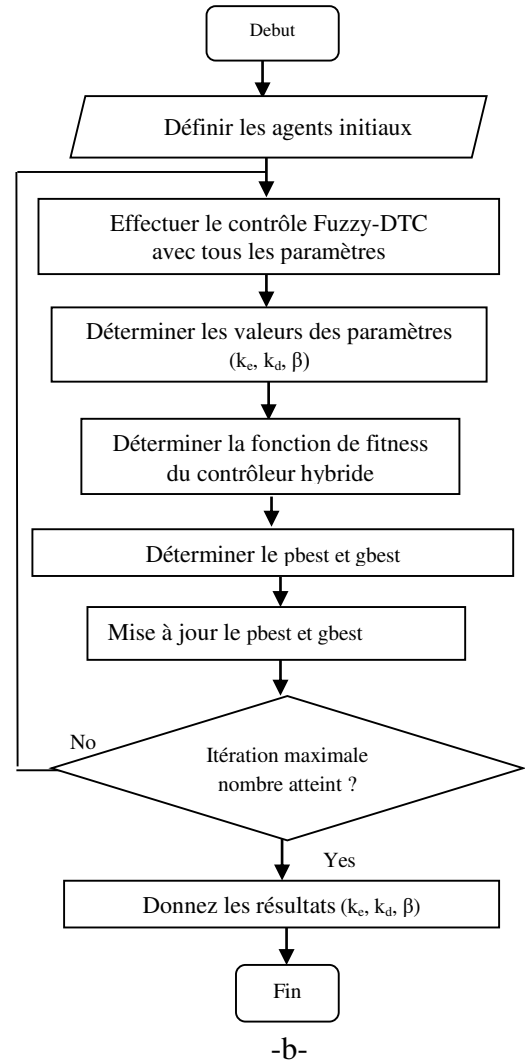 Debut
Définir les agents initiaux
Effectuer le contrôle Fuzzy-DTC
avec tous les paramètres
Déterminer les valeurs des paramètres
(ke, kd, β)
Déterminer la fonction de fitness
du contrôleur hybride
Déterminer le pbest et gbest
Mise à jour le pbest et gbest
No
Itération maximale
nombre atteint ?
Yes
Donnez les résultats (ke, kd, β)
Fin
-b-